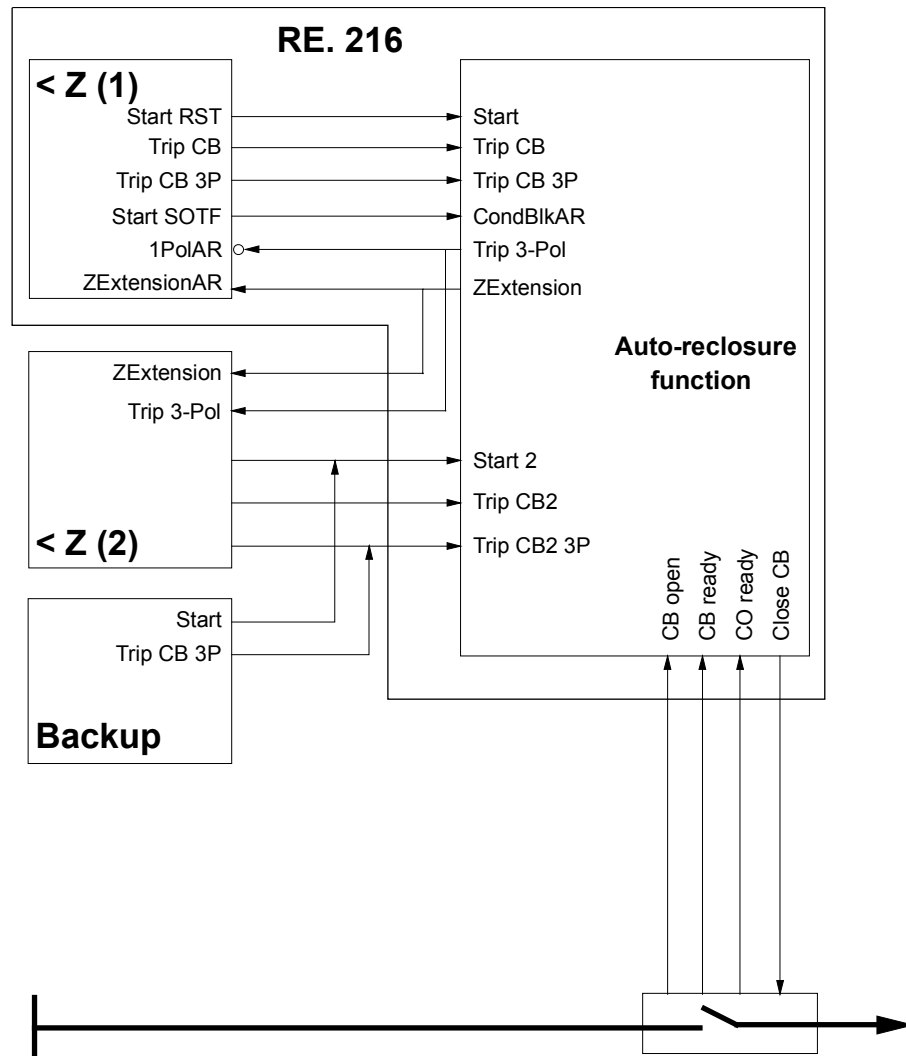 RE. 216
< Z (1)
Start RST
Trip CB
Trip CB 3P
Start SOTF
1PolAR
ZExtensionAR
Start
Trip CB
Trip CB 3P
CondBlkAR
Trip 3-Pol
ZExtension
Auto-reclosure
function
ZExtension
Trip 3-Pol
< Z (2)
Start 2
Trip CB2
Trip CB2 3P
CB open
CB ready
CO ready
Close CB
Start
Trip CB 3P
Backup